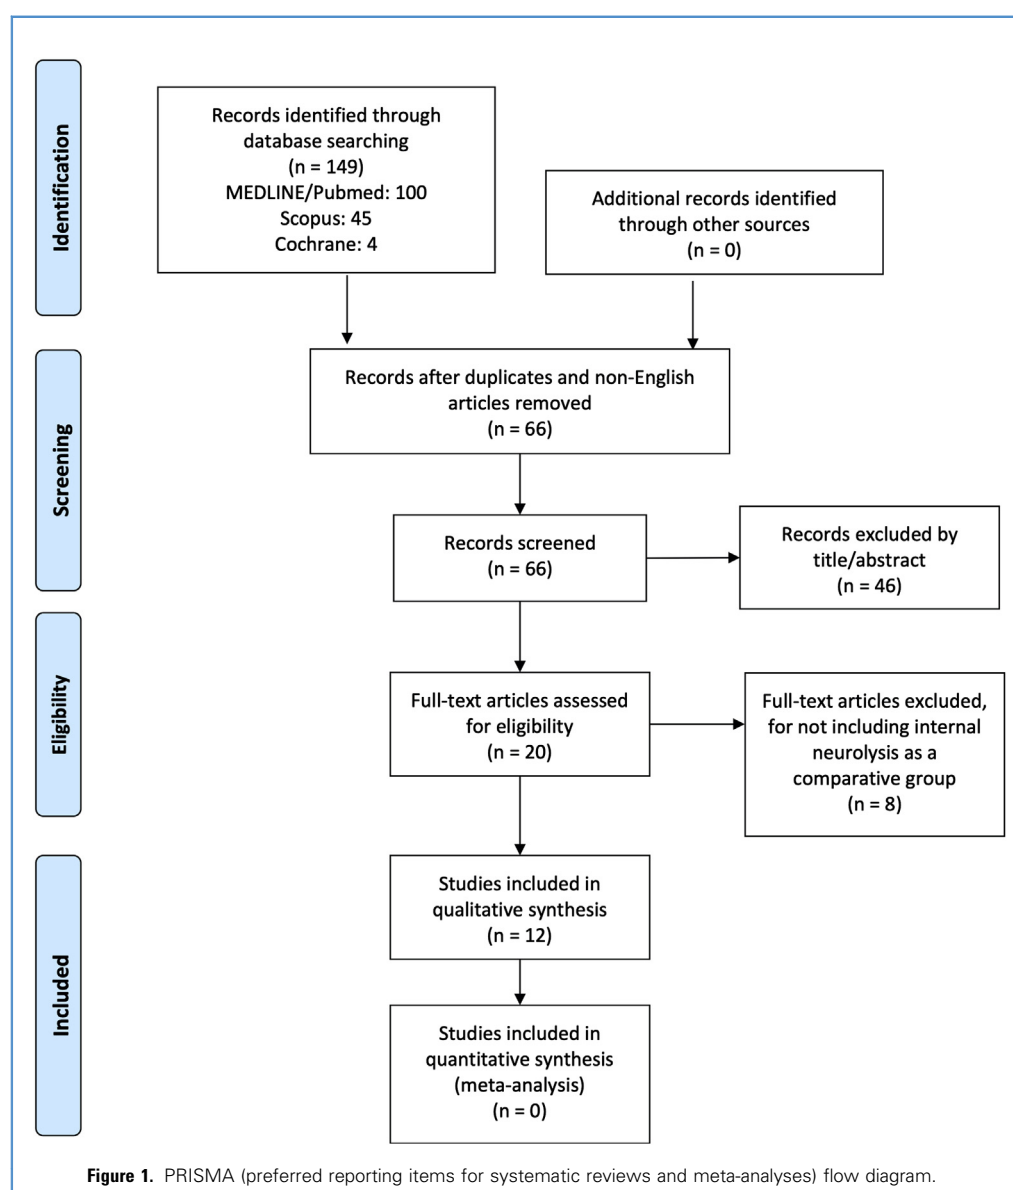 Identification
Records identified through
database searching
(n = 149)
MEDLINE/Pubmed: 100
Scopus: 45
Cochrane: 4
Additional records identified
through other sources
(n = 0)
Screening
Records after duplicates and non-English
articles removed
(n = 66)
Records screened
(n = 66)
Records excluded by
title/abstract
(n = 46)
Eligibility
Full-text articles assessed
for eligibility
(n = 20)
Full-text articles excluded,
for not including internal
neurolysis as a
comparative group
(n = 8)
Included
Studies included in
qualitative synthesis
(n = 12)
Studies included in
quantitative synthesis
(meta-analysis)
(n = 0)
Figure 1. PRISMA (preferred reporting items for systematic reviews and meta-analyses) flow diagram.